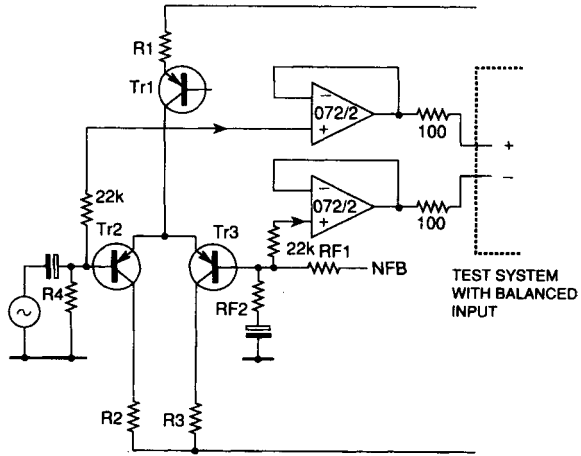 R1
Tr1
−
072/2
+
100
+
−
072/2
+
100
22k
Tr2
Tr3
22k
RF1
NFB
R4
RF2
TEST SYSTEM
WITH BALANCED
INPUT
R2
R3